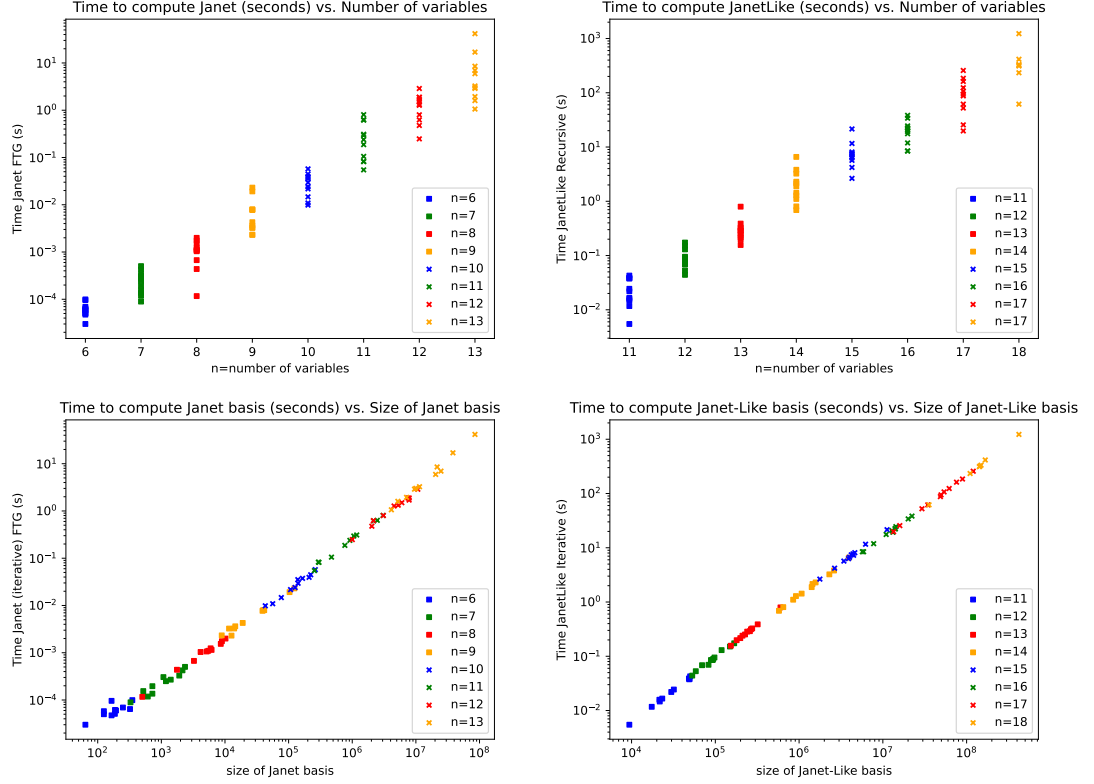 Time to compute Janet (seconds) vs. Number of variables
Time Janet FTG (s)
10¹
10⁰
10⁻¹
10⁻²
10⁻³
10⁻⁴
n=6
n=7
n=8
n=9
n=10
n=11
n=12
n=13
6 7 8 9 10 11 12 13
n=number of variables
Time to compute JanetLike (seconds) vs. Number of variables
Time JanetLike Recursive (s)
10³
10²
10¹
10⁰
10⁻¹
10⁻²
n=11
n=12
n=13
n=14
n=15
n=16
n=17
n=17
11 12 13 14 15 16 17 18
n=number of variables
Time to compute Janet basis (seconds) vs. Size of Janet basis
Time Janet (iterative) FTG (s)
10¹
10⁰
10⁻¹
10⁻²
10⁻³
10⁻⁴
n=6
n=7
n=8
n=9
n=10
n=11
n=12
n=13
10² 10³ 10⁴ 10⁵ 10⁶ 10⁷ 10⁸
size of Janet basis
Time to compute Janet-Like basis (seconds) vs. Size of Janet-Like basis
Time JanetLike Iterative (s)
10³
10²
10¹
10⁰
10⁻¹
10⁻²
n=11
n=12
n=13
n=14
n=15
n=16
n=17
n=18
10⁴ 10⁵ 10⁶ 10⁷ 10⁸
size of Janet-Like basis